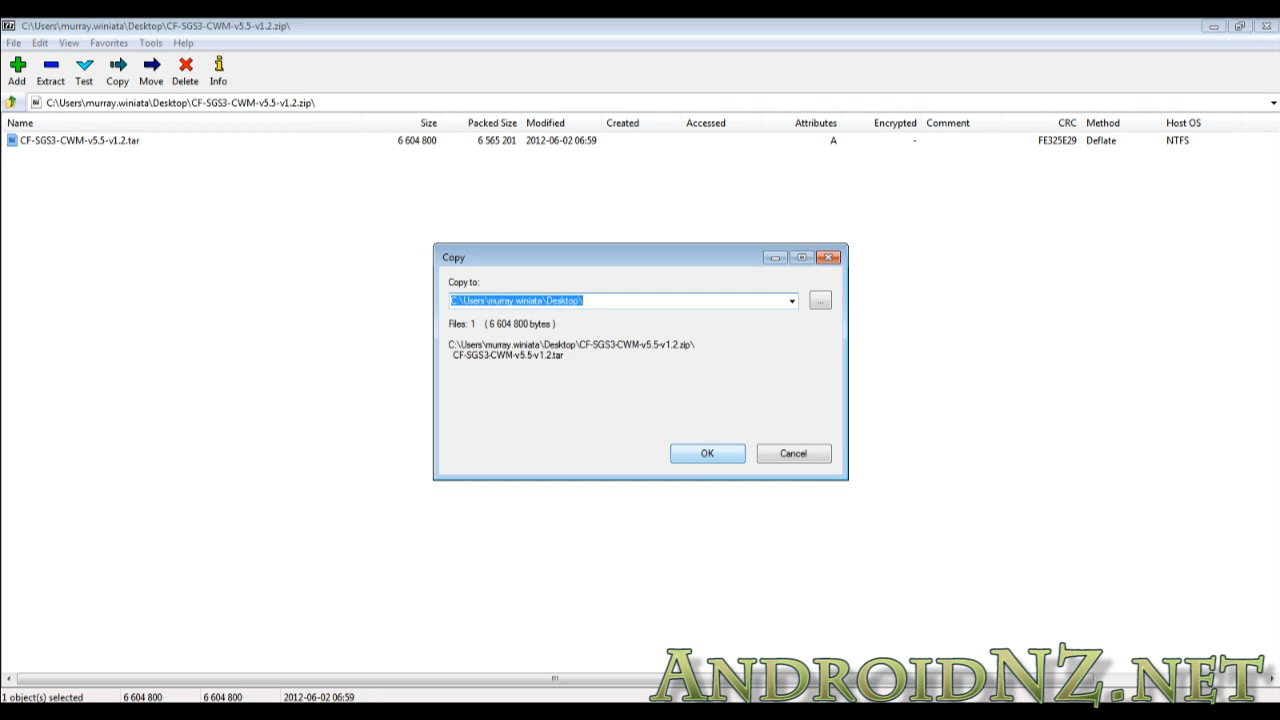 C:\Users\murray.winiata\Desktop\CF-SGS3-CWM-v5.5-v1.2.zip\
File Edit View Favorites Tools Help
Add Extract Test Copy Move Delete Info
C:\Users\murray.winiata\Desktop\CF-SGS3-CWM-v5.5-v1.2.zip\
Name Size Packed Size Modified Created Accessed Attributes Encrypted Comment CRC Method Host OS
CF-SGS3-CWM-v5.5-v1.2.tar 6 604 800 6 565 201 2012-06-02 06:59 A - FE325E29 Deflate NTFS
Copy
Copy to:
C:\Users\murray.winiata\Desktop\
...
Files: 1 ( 6 604 800 bytes )
C:\Users\murray.winiata\Desktop\CF-SGS3-CWM-v5.5-v1.2.zip\
CF-SGS3-CWM-v5.5-v1.2.tar
OK Cancel
1 object(s) selected 6 604 800 6 604 800 2012-06-02 06:59
ANDROIDNZ.NET